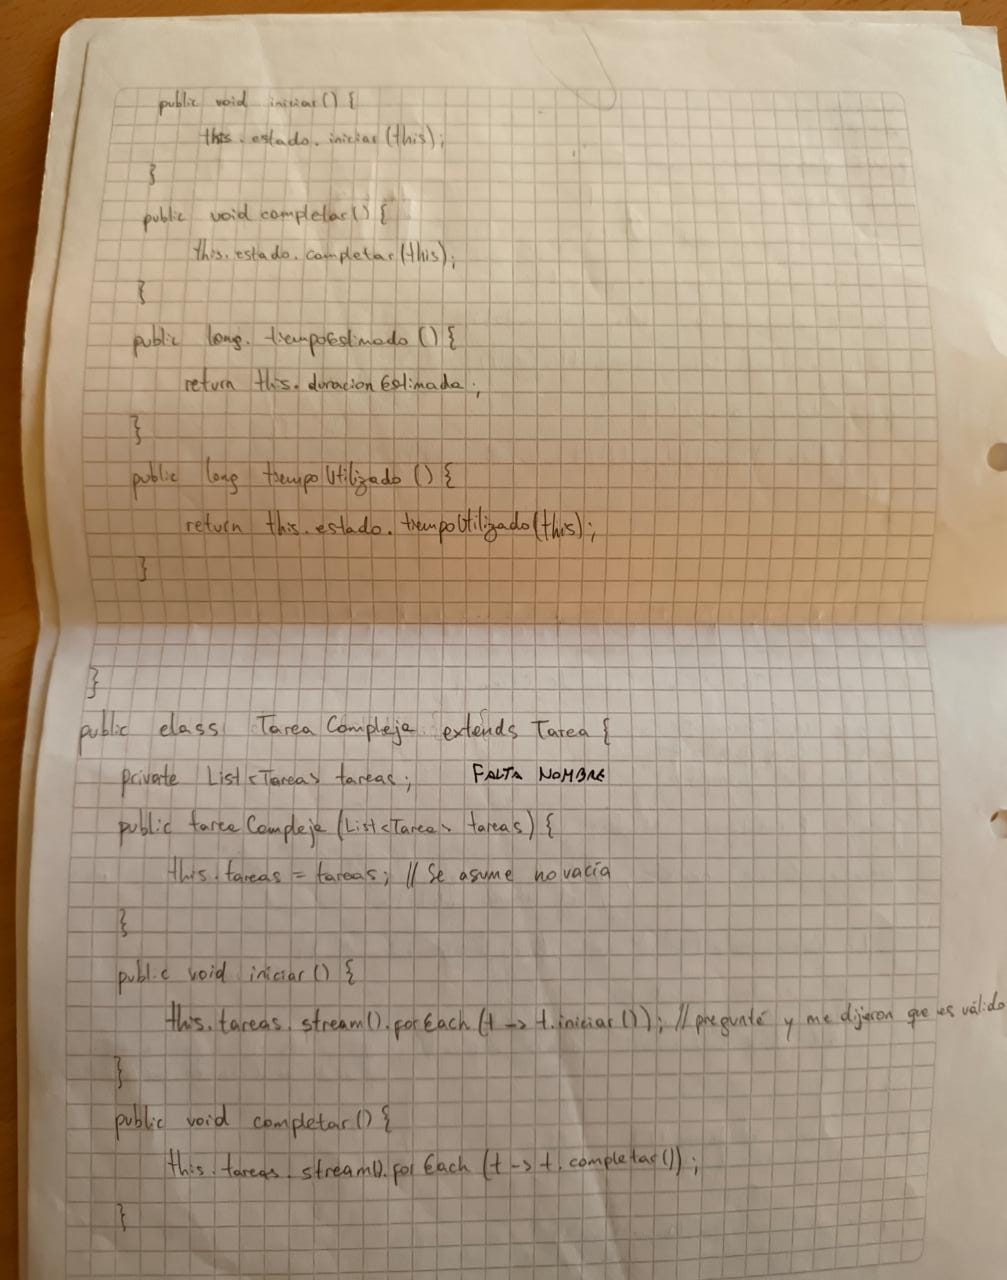 public void iniciar() {
this.estado.iniciar(this);
}
public void completar() {
this.estado.completar(this);
}
public long. tiempoEstimado () {
return this.duracionEstimada;
}
public long tiempoUtilizado () {
return this.estado.tiempoUtilizado(this);
}
}
public class TareaCompleja extends Tarea {
private List<Tarea> tareas; FALTA NOMBRE
public tareaCompleja (List<Tarea> tareas) {
this.tareas = tareas; // Se asume no vacía
}
public void iniciar () {
this.tareas.stream().forEach (t -> t.iniciar()); // pregunté y me dijeron que es válido
}
public void completar () {
this.tareas.stream().forEach (t -> t.completar());
}